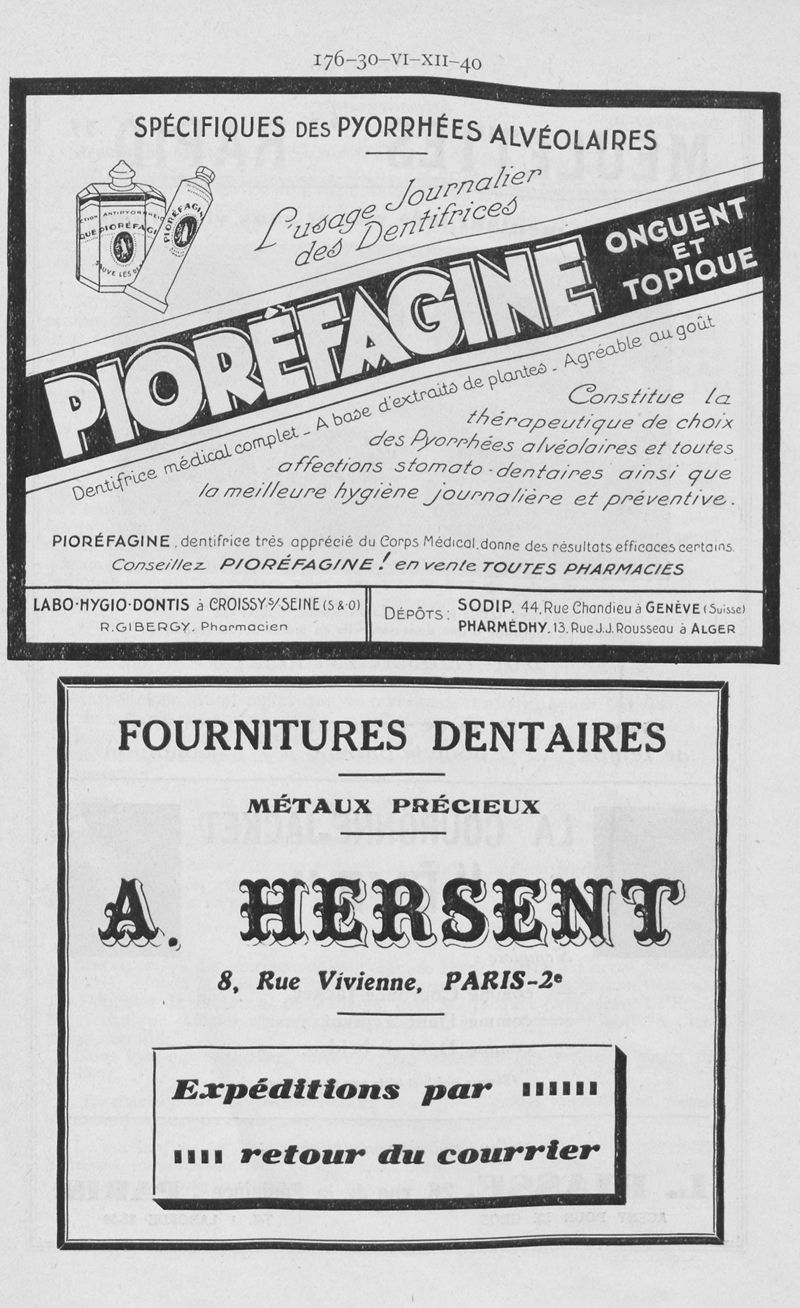 176-30-VI-XII-40
SPÉCIFIQUES DES PYORRHÉES ALVÉOLAIRES
L'usage Journalier
des Dentifrices
PIORÉFAGINE
ONGUENT
ET
TOPIQUE
Dentifrice médical complet - A base d'extraits de plantes - Agréable au goût
Constitue la
thérapeutique de choix
des Pyorrhées alvéolaires et toutes
affections stomato-dentaires ainsi que
la meilleure hygiène journalière et préventive.
PIORÉFAGINE, dentifrice très apprécié du Corps Médical, donne des résultats efficaces certains.
Conseillez PIORÉFAGINE! en vente TOUTES PHARMACIES
LABO-HYGIO-DONTIS à CROISSY S/SEINE (S & O)
R. GIBERGY. Pharmacien
DÉPÔTS: SODIP. 44, Rue Chandieu à GENÈVE (Suisse)
PHARMÉDHY. 13. Rue J.J. Rousseau à ALGER
FOURNITURES DENTAIRES
MÉTAUX PRÉCIEUX
A. HERSENT
8, Rue Vivienne, PARIS-2e
Expéditions par
retour du courrier